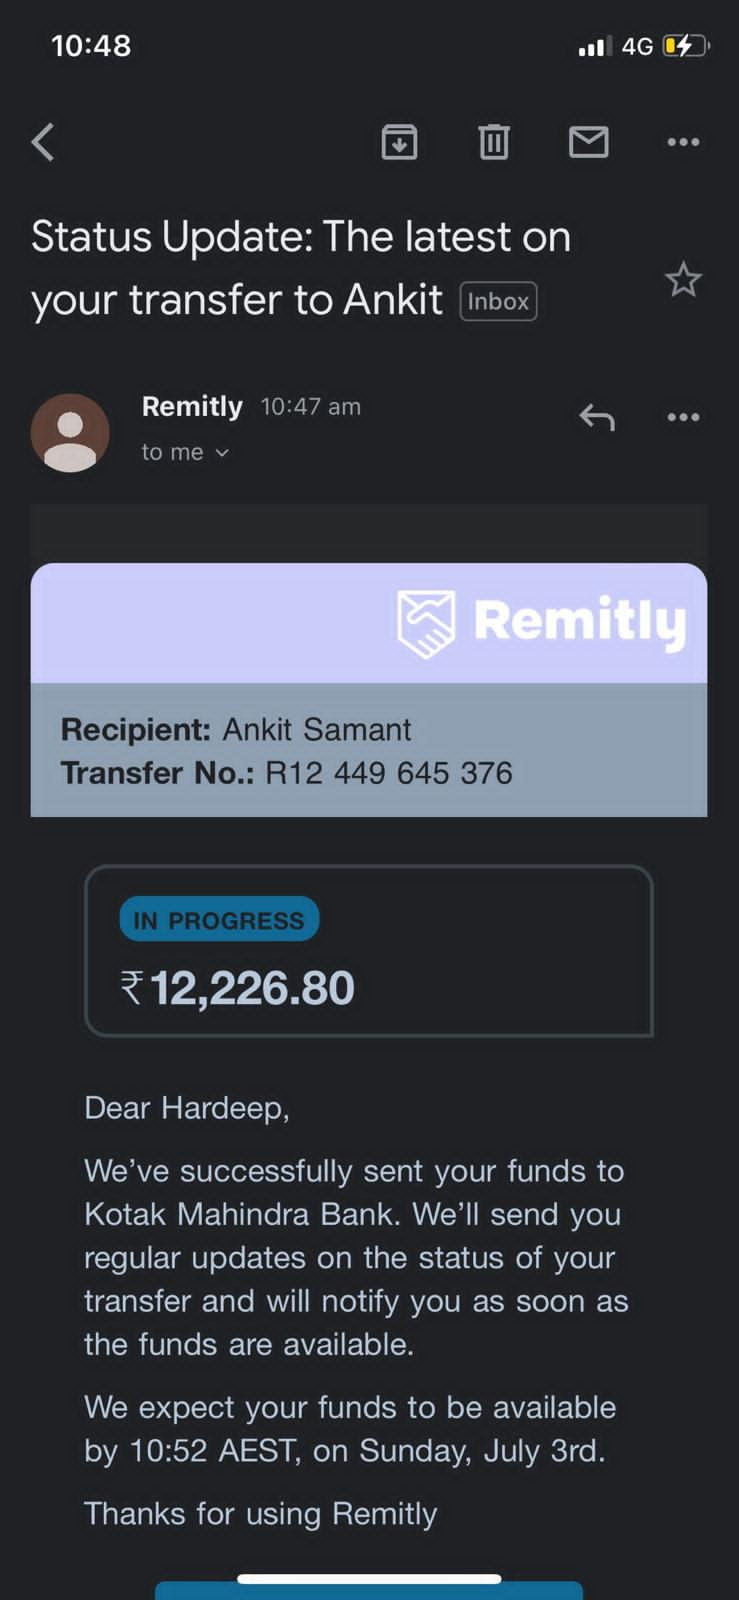 10:48
4G
Status Update: The latest on
your transfer to Ankit Inbox
Remitly 10:47 am
to me
Remitly
Recipient: Ankit Samant
Transfer No.: R12 449 645 376
IN PROGRESS
₹12,226.80
Dear Hardeep,
We’ve successfully sent your funds to
Kotak Mahindra Bank. We’ll send you
regular updates on the status of your
transfer and will notify you as soon as
the funds are available.
We expect your funds to be available
by 10:52 AEST, on Sunday, July 3rd.
Thanks for using Remitly